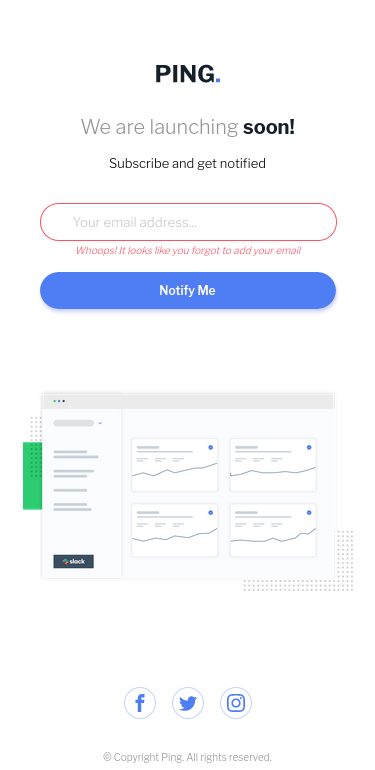 PING.
We are launching soon!
Subscribe and get notified
Your email address...
Whoops! It looks like you forgot to add your email
Notify Me
slack
© Copyright Ping. All rights reserved.